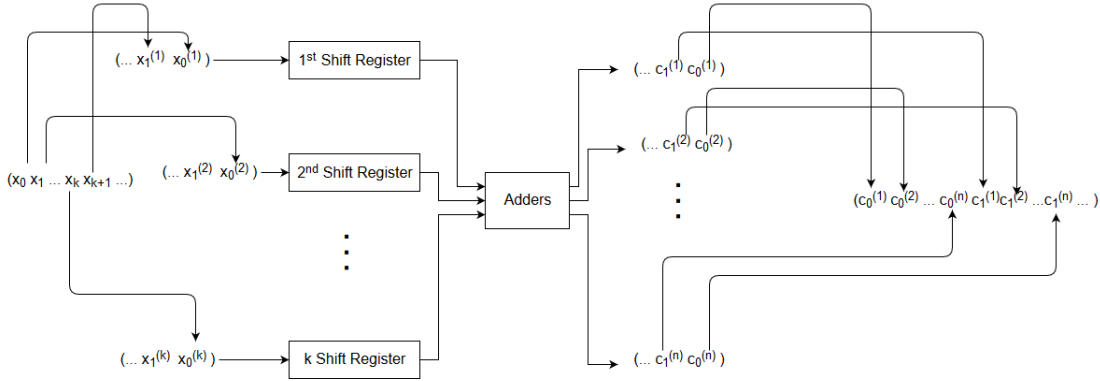 (... x₁⁽¹⁾ x₀⁽¹⁾ )
1ˢᵗ Shift Register
(... c₁⁽¹⁾ c₀⁽¹⁾ )
(... c₁⁽²⁾ c₀⁽²⁾ )
(x₀ x₁ ... xₖ xₖ₊₁ ...)
(... x₁⁽²⁾ x₀⁽²⁾ )
2ⁿᵈ Shift Register
Adders
(c₀⁽¹⁾ c₀⁽²⁾ ... c₀⁽ⁿ⁾ c₁⁽¹⁾c₁⁽²⁾ ...c₁⁽ⁿ⁾ ... )
(... x₁⁽ᵏ⁾ x₀⁽ᵏ⁾ )
k Shift Register
(... c₁⁽ⁿ⁾ c₀⁽ⁿ⁾ )